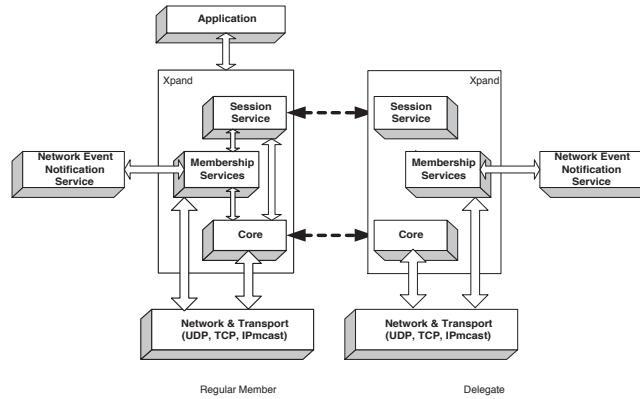 Application
Xpand
Xpand
Session
Service
Session
Service
Network Event
Notification
Service
Membership
Services
Membership
Services
Network Event
Notification
Service
Core
Core
Network & Transport
(UDP, TCP, IPmcast)
Network & Transport
(UDP, TCP, IPmcast)
Regular Member
Delegate